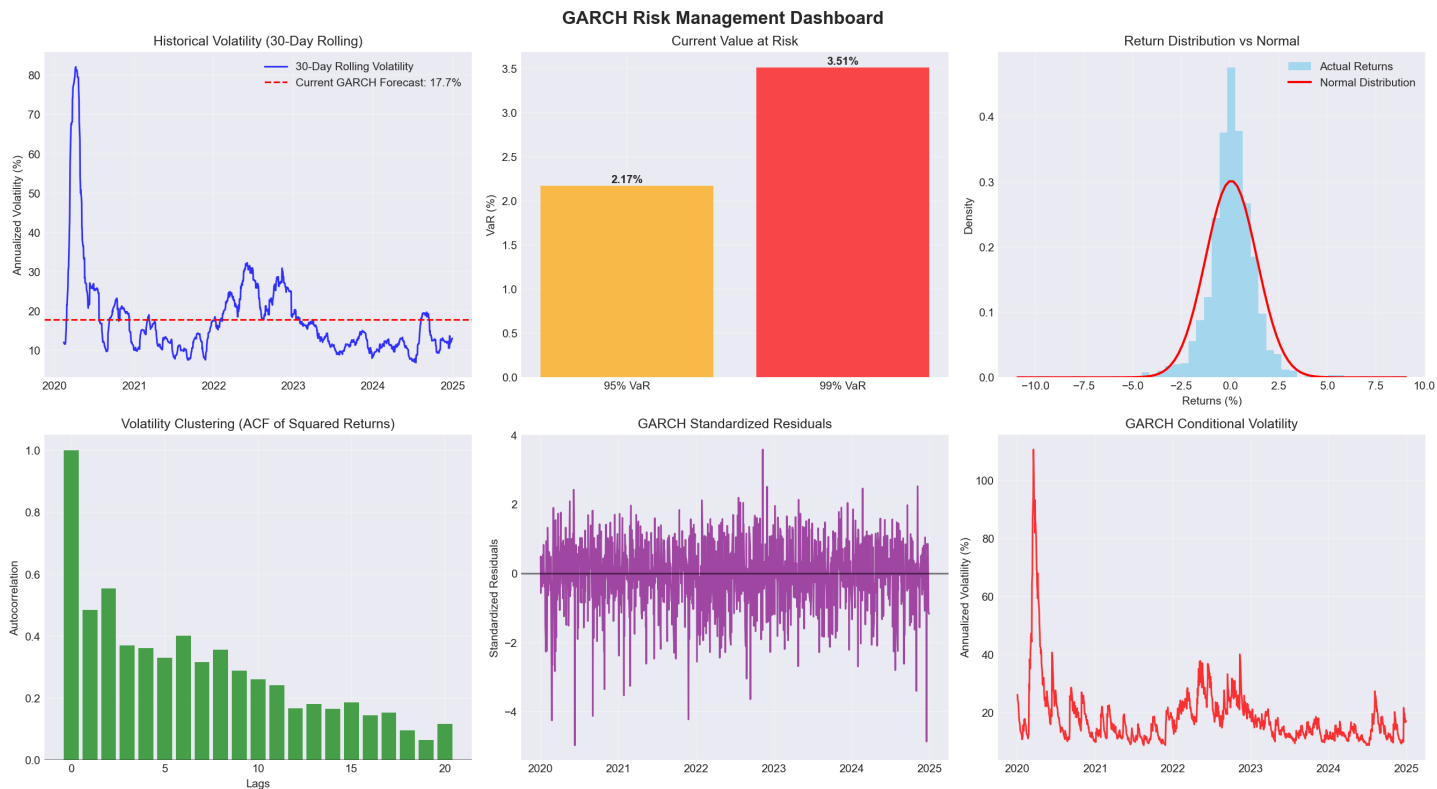 GARCH Risk Management Dashboard
Historical Volatility (30-Day Rolling)
30-Day Rolling Volatility
Current GARCH Forecast: 17.7%
Annualized Volatility (%)
80
70
60
50
40
30
20
10
2020 2021 2022 2023 2024 2025
Current Value at Risk
VaR (%)
3.5
3.0
2.5
2.0
1.5
1.0
0.5
0.0
2.17%
3.51%
95% VaR 99% VaR
Return Distribution vs Normal
Actual Returns
Normal Distribution
Density
0.4
0.3
0.2
0.1
0.0
−10.0 −7.5 −5.0 −2.5 0.0 2.5 5.0 7.5 10.0
Returns (%)
Volatility Clustering (ACF of Squared Returns)
Autocorrelation
1.0
0.8
0.6
0.4
0.2
0.0
0 5 10 15 20
Lags
GARCH Standardized Residuals
Standardized Residuals
4
2
0
−2
−4
2020 2021 2022 2023 2024 2025
GARCH Conditional Volatility
Annualized Volatility (%)
100
80
60
40
20
2020 2021 2022 2023 2024 2025